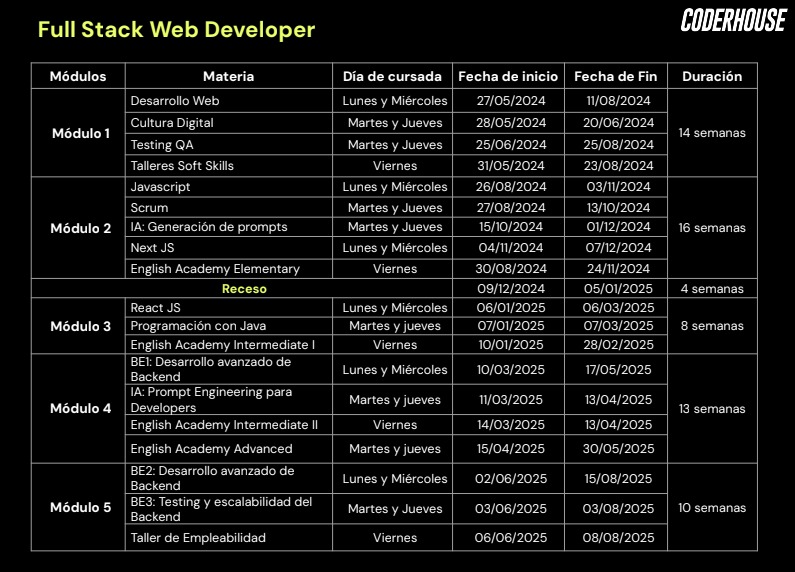 Full Stack Web Developer
CODERHOUSE
Módulos Materia Día de cursada Fecha de inicio Fecha de Fin Duración
Módulo 1
Desarrollo Web Lunes y Miércoles 27/05/2024 11/08/2024
Cultura Digital Martes y Jueves 28/05/2024 20/06/2024
Testing QA Martes y Jueves 25/06/2024 25/08/2024
Talleres Soft Skills Viernes 31/05/2024 23/08/2024
14 semanas
Módulo 2
Javascript Lunes y Miércoles 26/08/2024 03/11/2024
Scrum Martes y Jueves 27/08/2024 13/10/2024
IA: Generación de prompts Martes y Jueves 15/10/2024 01/12/2024
Next JS Lunes y Miércoles 04/11/2024 07/12/2024
English Academy Elementary Viernes 30/08/2024 24/11/2024
16 semanas
Receso 09/12/2024 05/01/2025 4 semanas
Módulo 3
React JS Lunes y Miércoles 06/01/2025 06/03/2025
Programación con Java Martes y jueves 07/01/2025 07/03/2025
English Academy Intermediate I Viernes 10/01/2025 28/02/2025
8 semanas
Módulo 4
BE1: Desarrollo avanzado de
Backend Lunes y Miércoles 10/03/2025 17/05/2025
IA: Prompt Engineering para
Developers Martes y jueves 11/03/2025 13/04/2025
English Academy Intermediate II Viernes 14/03/2025 13/04/2025
English Academy Advanced Martes y jueves 15/04/2025 30/05/2025
13 semanas
Módulo 5
BE2: Desarrollo avanzado de
Backend Lunes y Miércoles 02/06/2025 15/08/2025
BE3: Testing y escalabilidad del
Backend Martes y Jueves 03/06/2025 03/08/2025
Taller de Empleabilidad Viernes 06/06/2025 08/08/2025
10 semanas